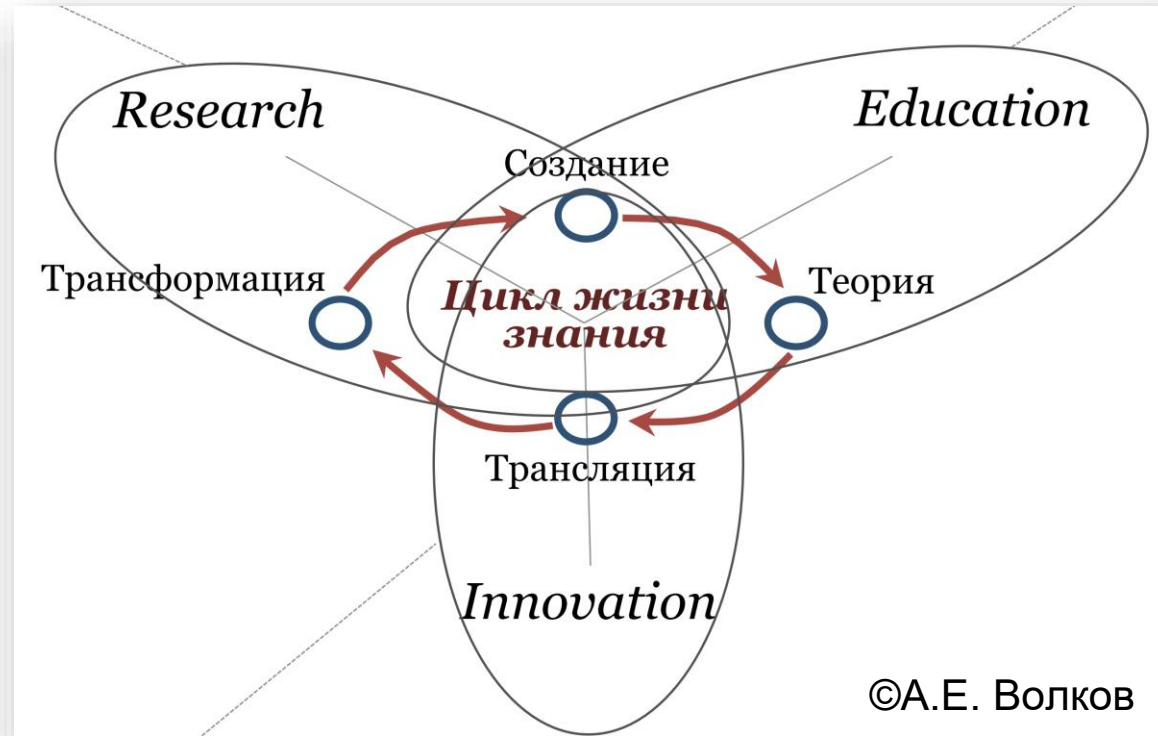 Research
Education
Создание
Трансформация
Теория
Цикл жизни
знания
Трансляция
Innovation
©А.Е. Волков